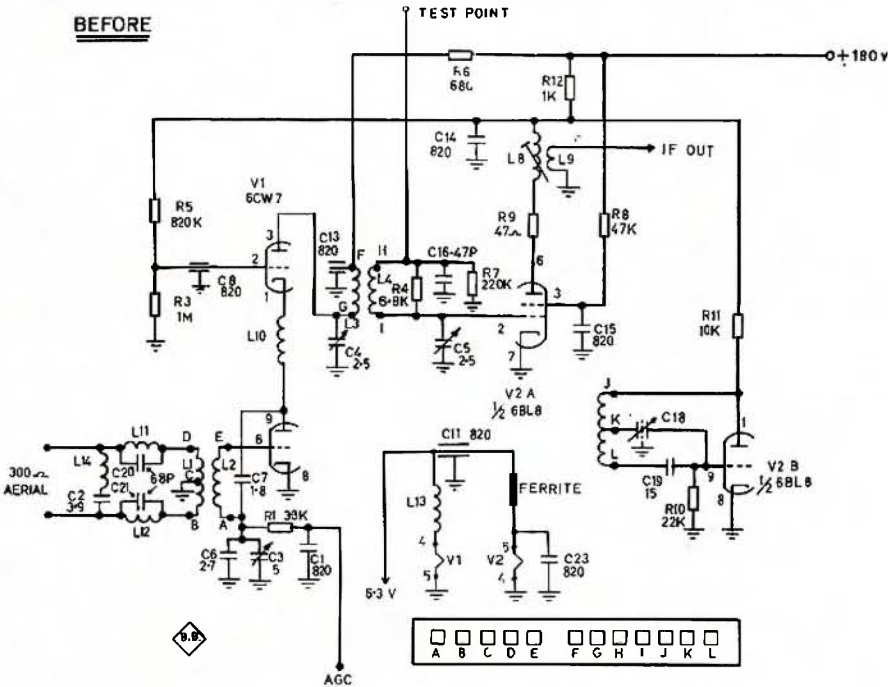 BEFORE
TEST POINT
+180V
R6
680
R12
1K
C14
820
L8
L9
IF OUT
V1
6CW7
R5
820K
3
2
1
C8
820
R3
1M
L10
C13
820
F
H
G
L3
L4
I
R4
6.8K
C16-47P
R7
220K
C4
2.5
C5
2.5
R9
47Ω
R8
47K
6
3
2
7
C15
820
V2A
1/2 6BL8
R11
10K
J
K
L
C18
C19
15
R10
22K
1
9
8
V2B
1/2 6BL8
300Ω
AERIAL
L14
C2
3.9
L11
C20
C21
68P
L12
D
L1
C
B
E
L2
A
C7
1.8
6
9
8
R1 39K
C6
2.7
C3
5
C1
820
AGC
C11 820
L13
4
V1
5
6.3V
FERRITE
5
V2
4
C23
820
B.B.
A B C D E F G H I J K L